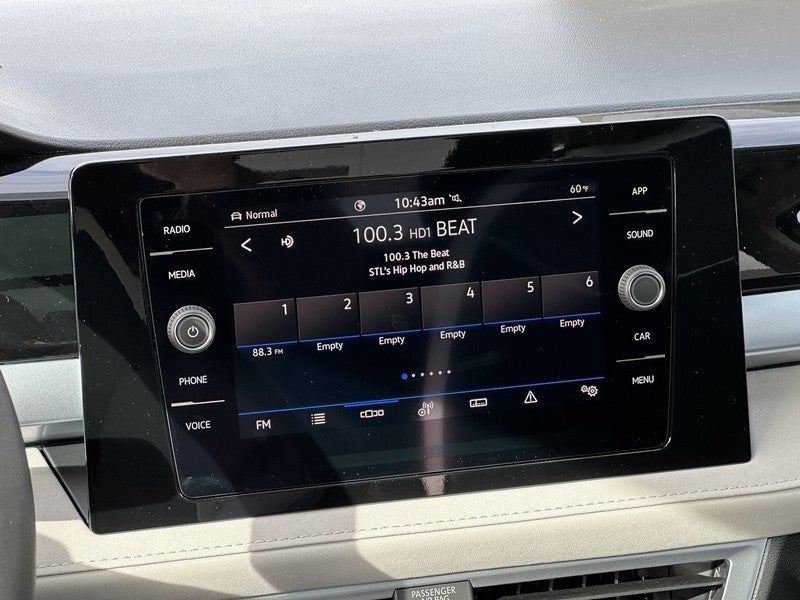 RADIO
MEDIA
PHONE
VOICE
Normal
10:43am
60°F
100.3 HD1 BEAT
100.3 The Beat
STL's Hip Hop and R&B
1 2 3 4 5 6
88.3 FM Empty Empty Empty Empty Empty
FM
APP
SOUND
CAR
MENU
PASSENGER
AIR BAG